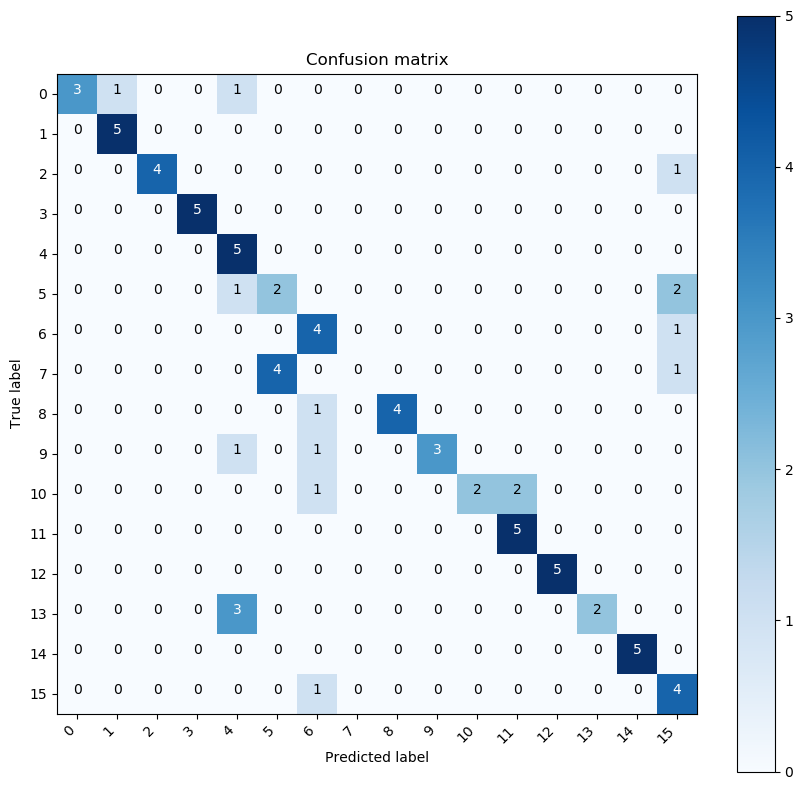 Confusion matrix
0 3 1 0 0 1 0 0 0 0 0 0 0 0 0 0 0
1 0 5 0 0 0 0 0 0 0 0 0 0 0 0 0 0
2 0 0 4 0 0 0 0 0 0 0 0 0 0 0 0 1
3 0 0 0 5 0 0 0 0 0 0 0 0 0 0 0 0
4 0 0 0 0 5 0 0 0 0 0 0 0 0 0 0 0
5 0 0 0 0 1 2 0 0 0 0 0 0 0 0 0 2
6 0 0 0 0 0 0 4 0 0 0 0 0 0 0 0 1
7 0 0 0 0 0 4 0 0 0 0 0 0 0 0 0 1
8 0 0 0 0 0 0 1 0 4 0 0 0 0 0 0 0
9 0 0 0 0 1 0 1 0 0 3 0 0 0 0 0 0
10 0 0 0 0 0 0 1 0 0 0 2 2 0 0 0 0
11 0 0 0 0 0 0 0 0 0 0 0 5 0 0 0 0
12 0 0 0 0 0 0 0 0 0 0 0 0 5 0 0 0
13 0 0 0 0 3 0 0 0 0 0 0 0 0 2 0 0
14 0 0 0 0 0 0 0 0 0 0 0 0 0 0 5 0
15 0 0 0 0 0 0 1 0 0 0 0 0 0 0 0 4
0 1 2 3 4 5 6 7 8 9 10 11 12 13 14 15
Predicted label
True label
5
4
3
2
1
0